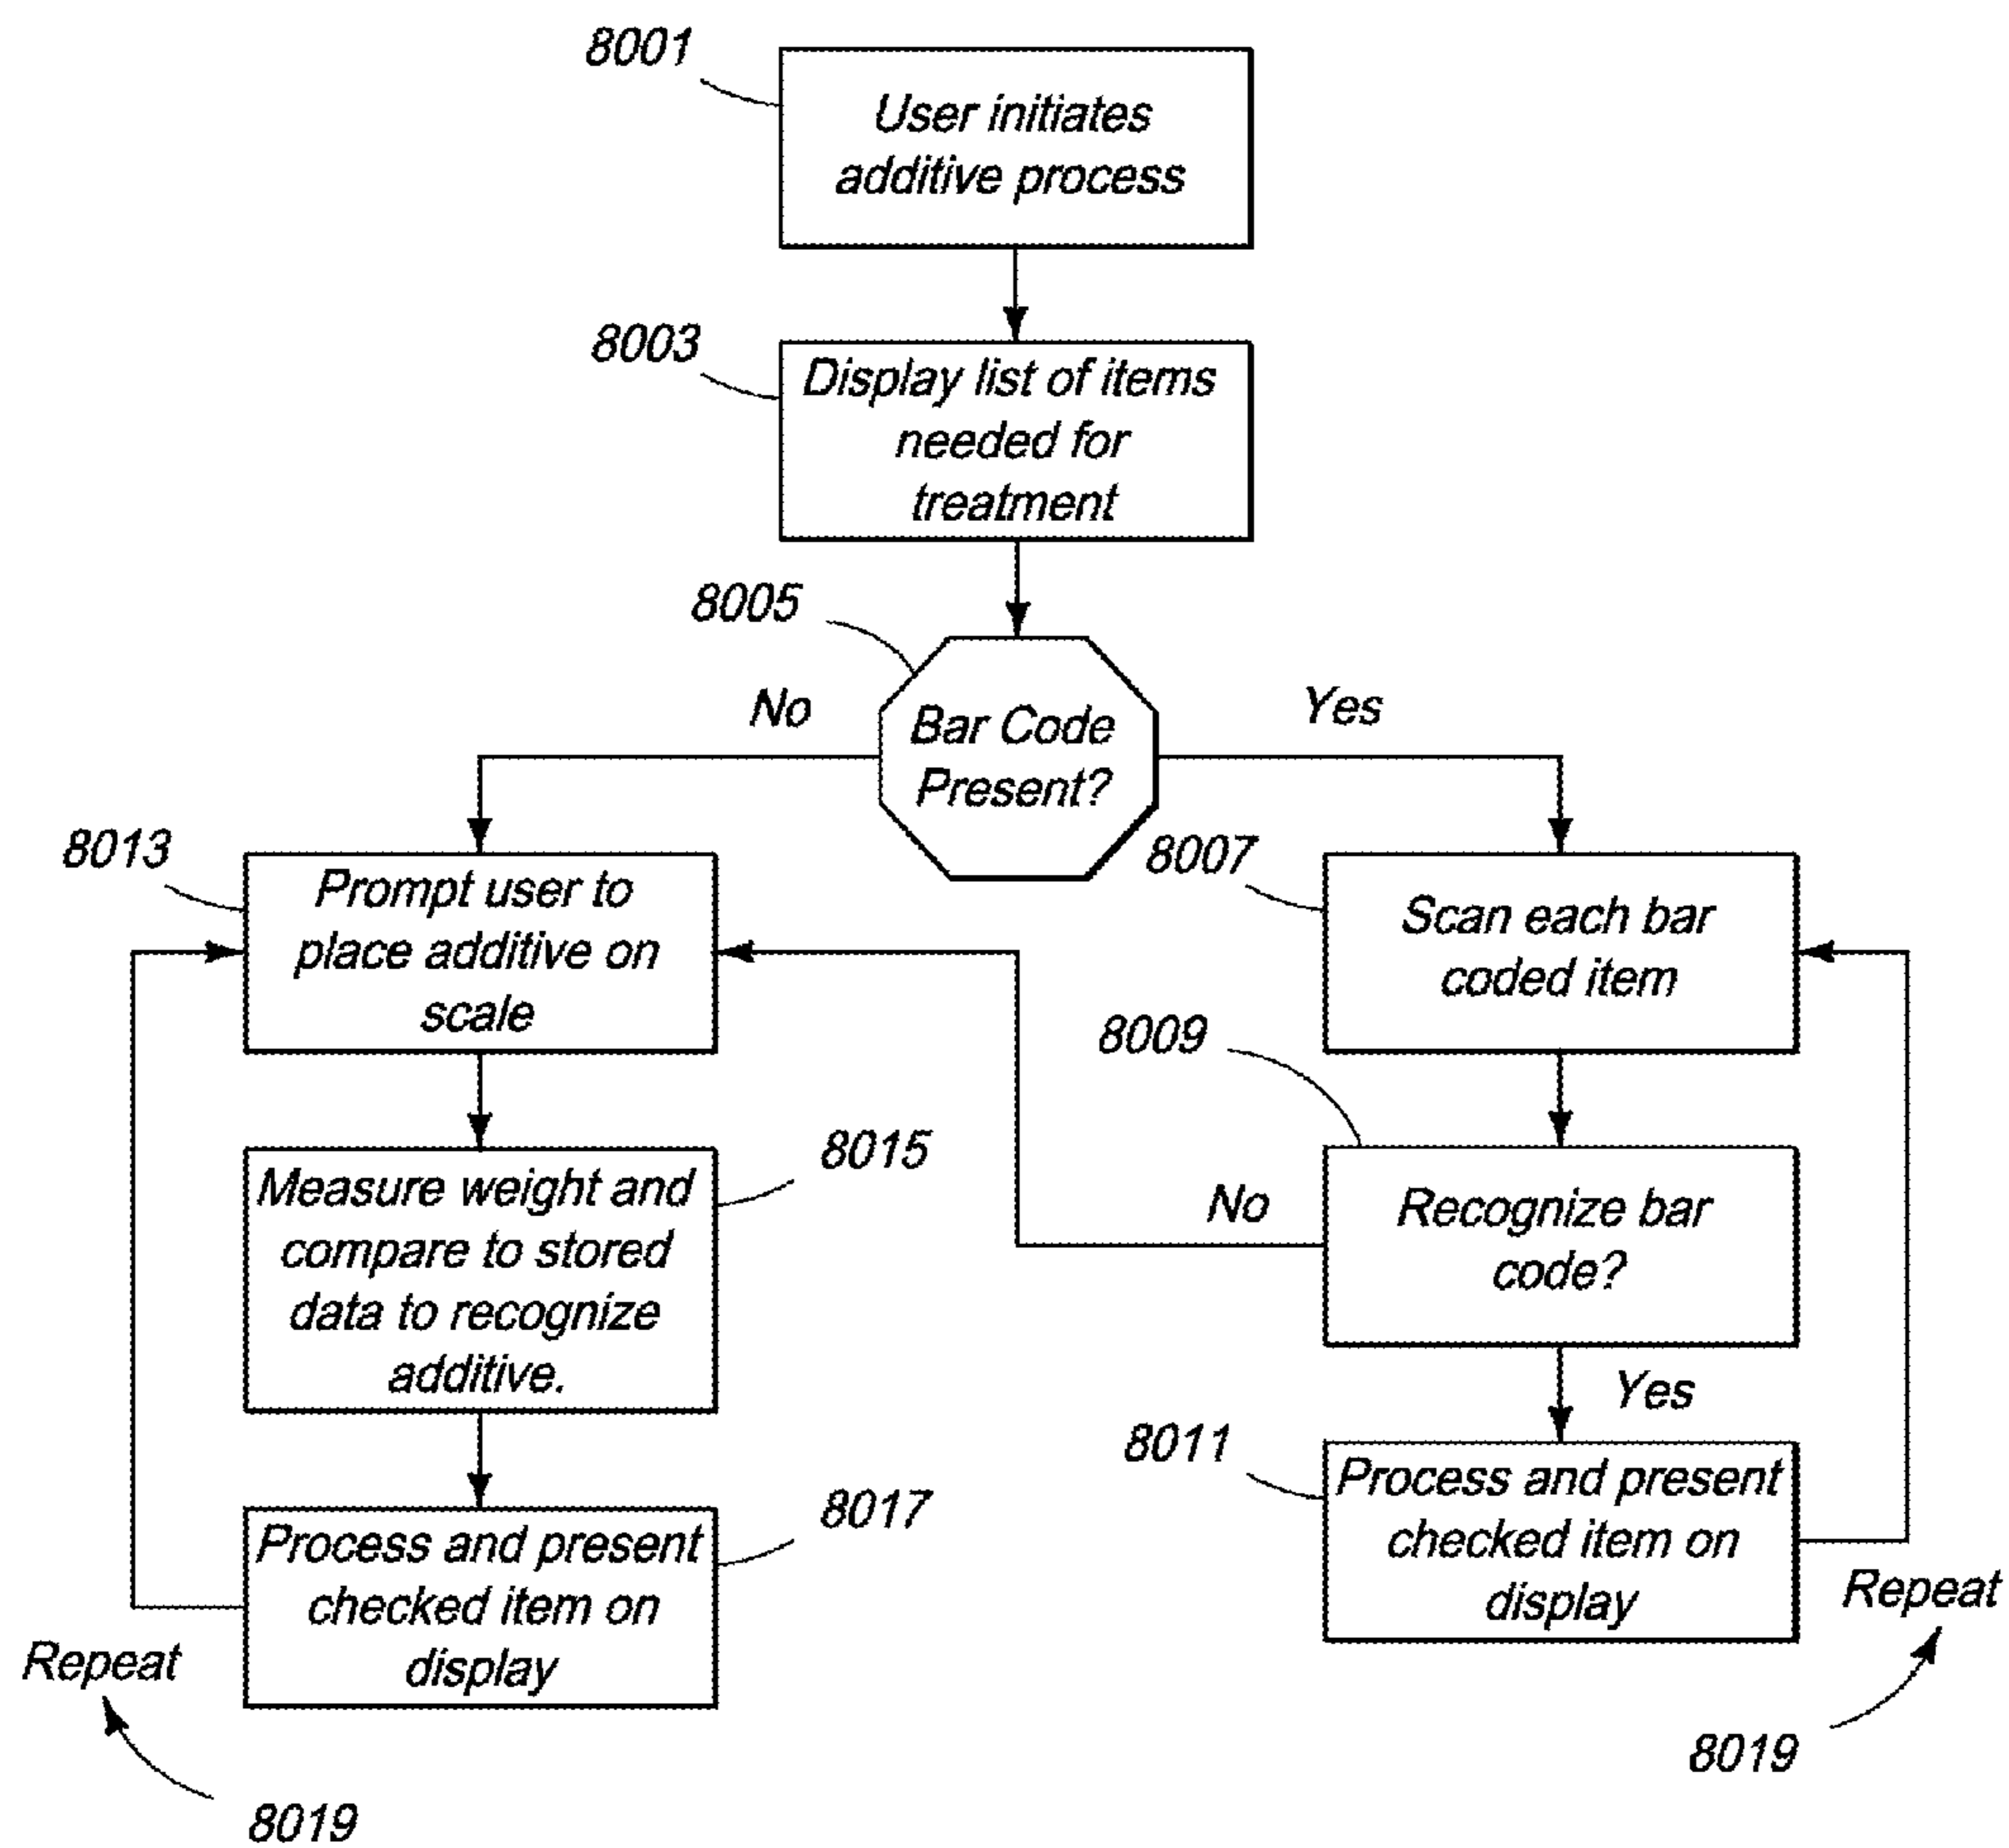 8001
User initiates
additive process
8003
Display list of items
needed for
treatment
8005
Bar Code
Present?
No
Yes
8013
Prompt user to
place additive on
scale
8007
Scan each bar
coded item
8009
Recognize bar
code?
No
Yes
8015
Measure weight and
compare to stored
data to recognize
additive.
8011
Process and present
checked item on
display
Repeat
8019
8017
Process and present
checked item on
display
Repeat
8019